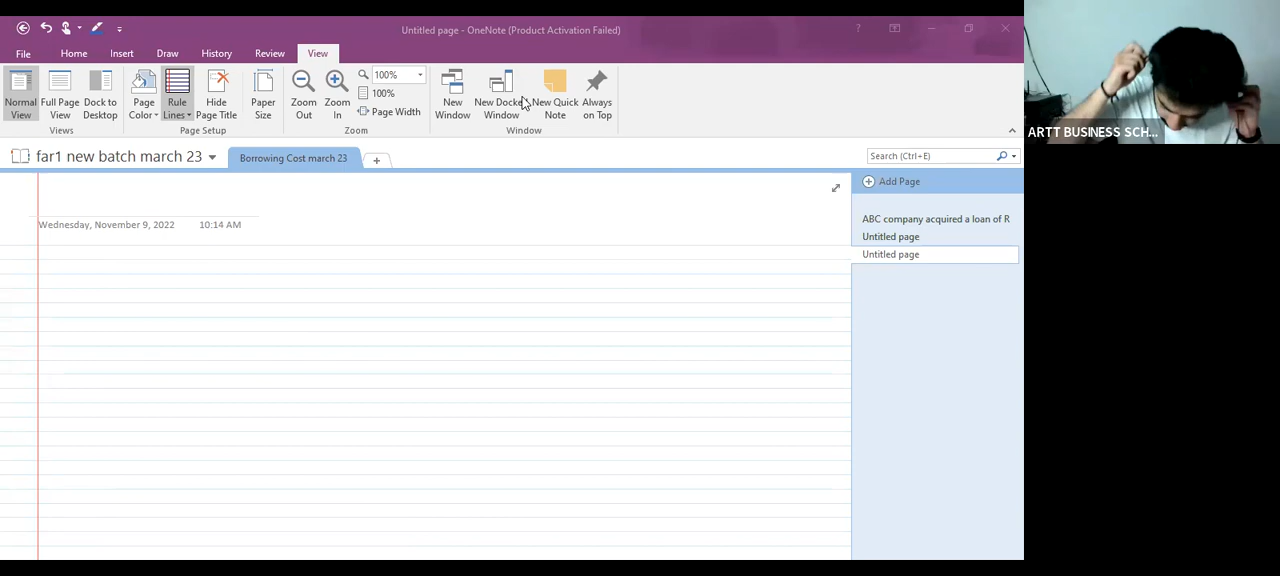 Untitled page - OneNote (Product Activation Failed)
?
File Home Insert Draw History Review View
Normal View
Full Page View
Dock to Desktop
Views
Page Color
Rule Lines
Hide Title
Paper Size
Page Setup
Zoom Out
Zoom In
100%
100%
Page Width
Zoom
New Window
New Docked Window
New Quick Note
Always on Top
Window
ARTT BUSINESS SCH...
far1 new batch march 23
Borrowing Cost march 23
+
Search (Ctrl+E)
Add Page
Wednesday, November 9, 2022 10:14 AM
ABC company acquired a loan of R
Untitled page
Untitled page